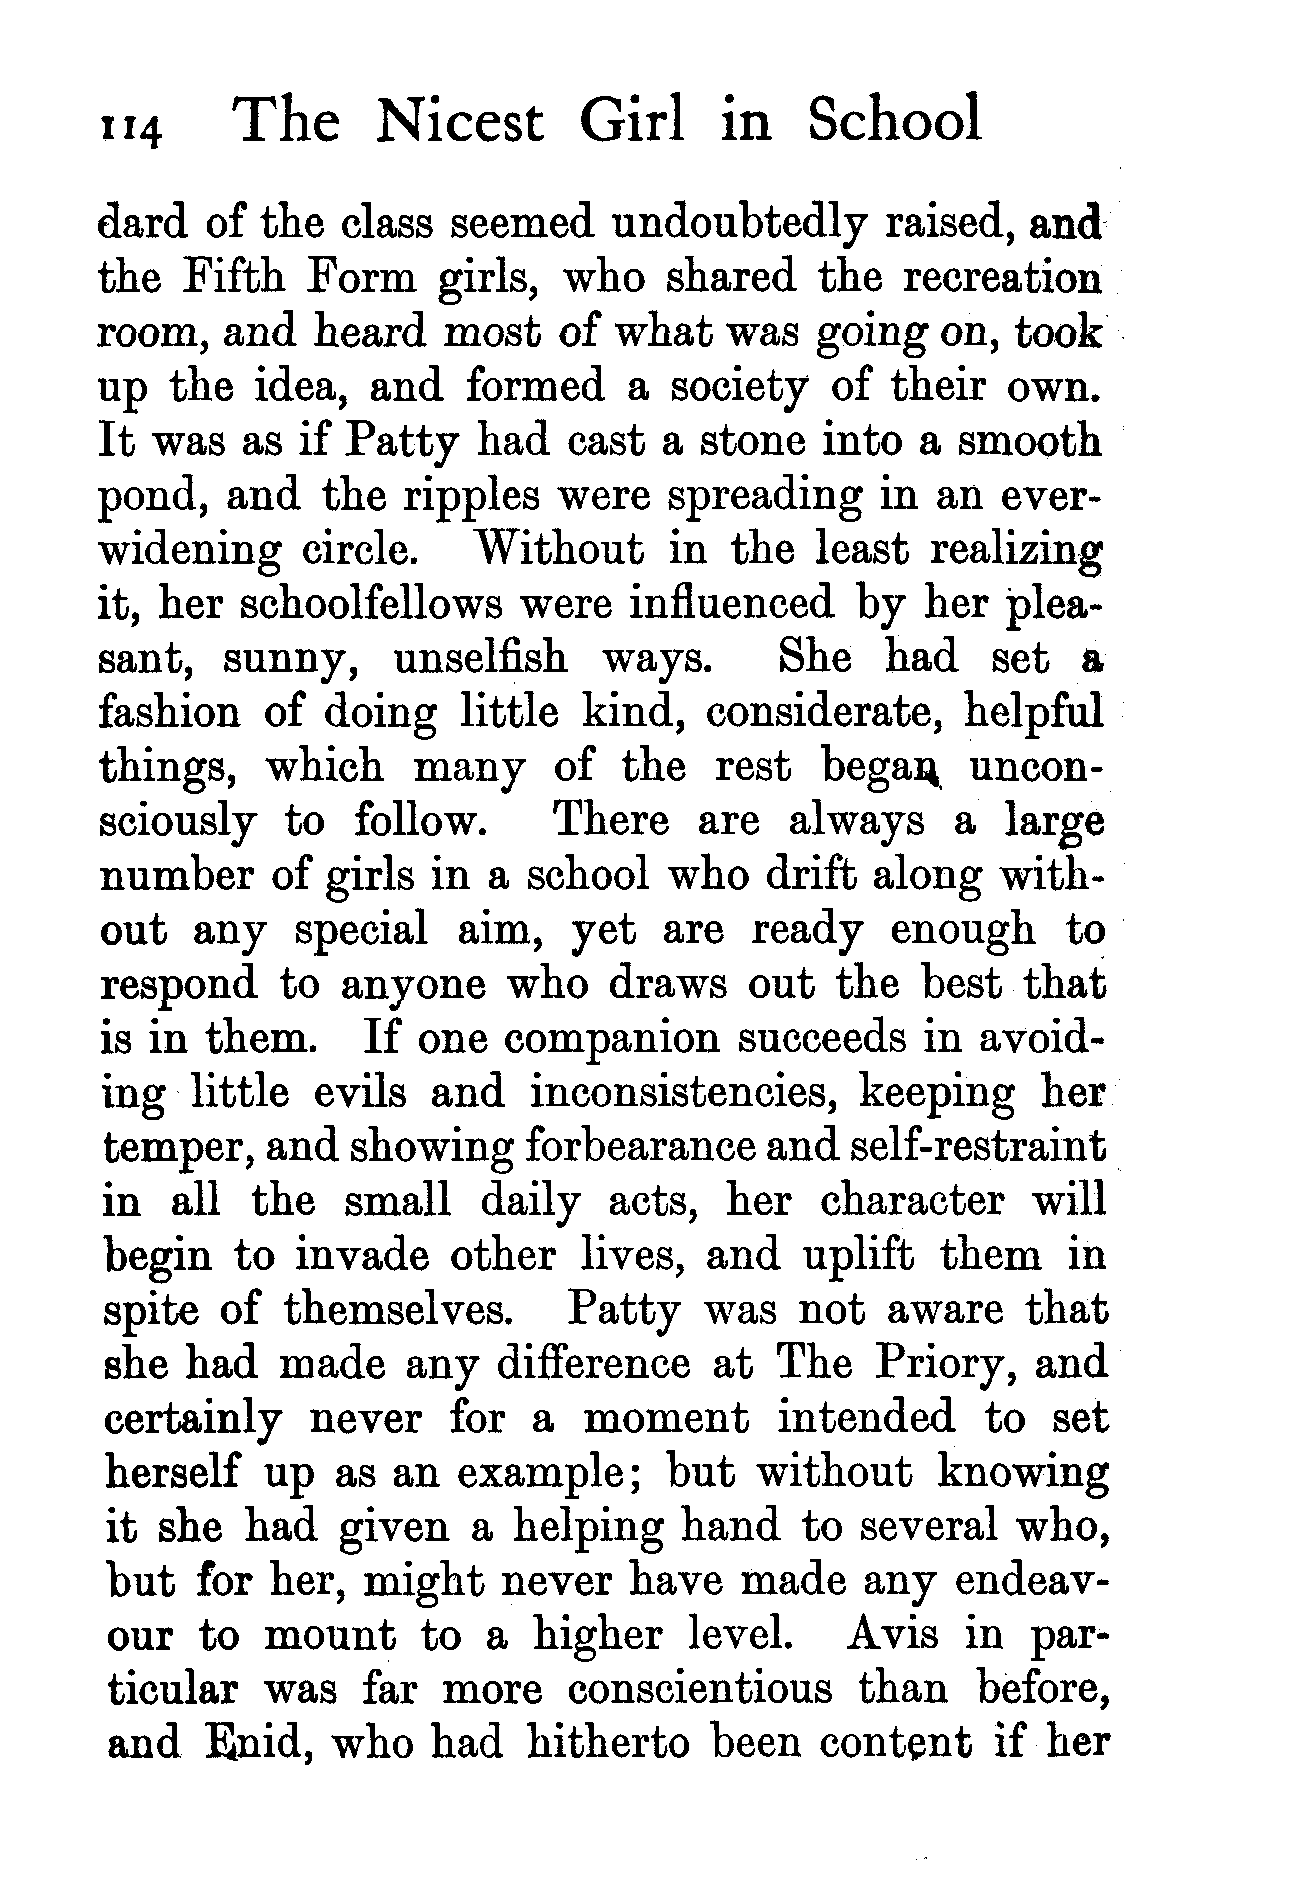 114 The Nicest Girl in School
dard of the class seemed undoubtedly raised, and
the Fifth Form girls, who shared the recreation
room, and heard most of what was going on, took
up the idea, and formed a society of their own.
It was as if Patty had cast a stone into a smooth
pond, and the ripples were spreading in an ever-
widening circle. Without in the least realizing
it, her schoolfellows were influenced by her plea-
sant, sunny, unselfish ways. She had set a
fashion of doing little kind, considerate, helpful
things, which many of the rest began uncon-
sciously to follow. There are always a large
number of girls in a school who drift along with-
out any special aim, yet are ready enough to
respond to anyone who draws out the best that
is in them. If one companion succeeds in avoid-
ing little evils and inconsistencies, keeping her
temper, and showing forbearance and self-restraint
in all the small daily acts, her character will
begin to invade other lives, and uplift them in
spite of themselves. Patty was not aware that
she had made any difference at The Priory, and
certainly never for a moment intended to set
herself up as an example; but without knowing
it she had given a helping hand to several who,
but for her, might never have made any endeav-
our to mount to a higher level. Avis in par-
ticular was far more conscientious than before,
and Enid, who had hitherto been content if her